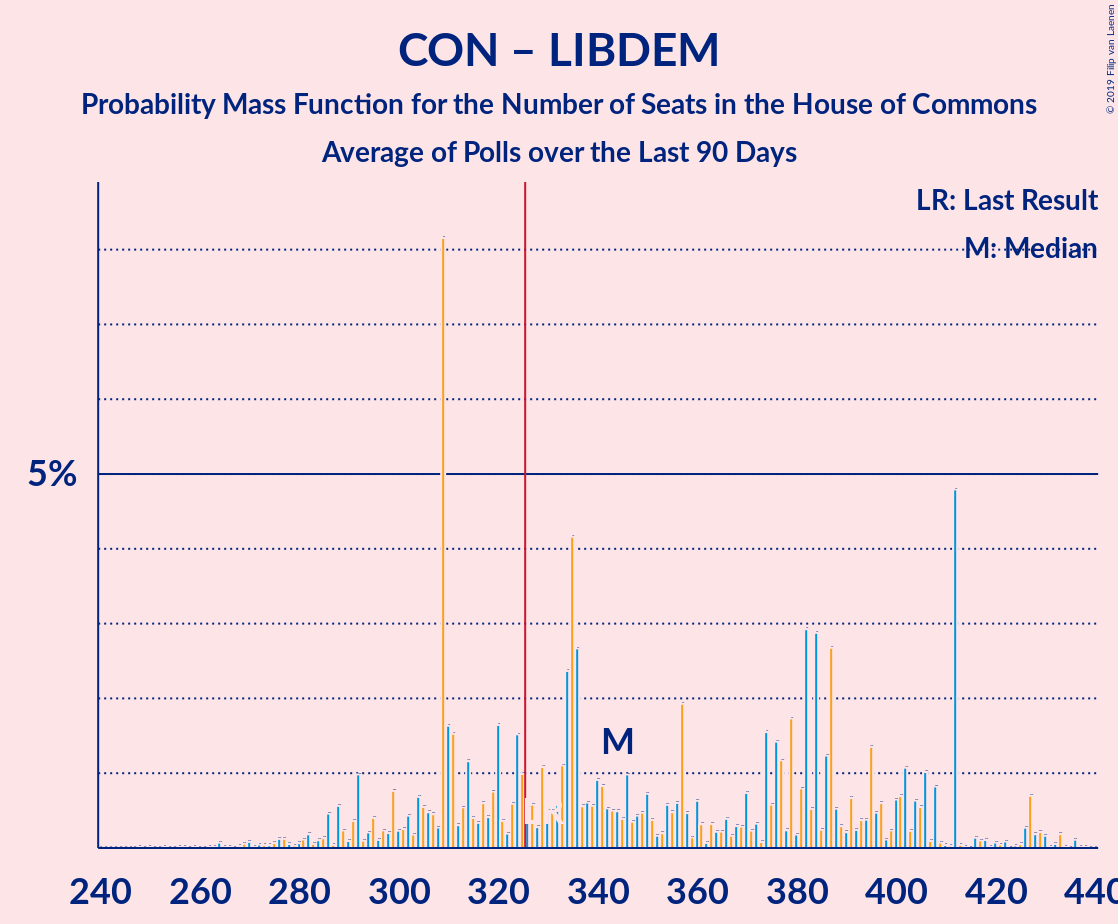 CON – LIBDEM
Probability Mass Function for the Number of Seats in the House of Commons
Average of Polls over the Last 90 Days
© 2019 Filip van Laenen
LR: Last Result
M: Median
5%
M
240 260 280 300 320 340 360 380 400 420 440